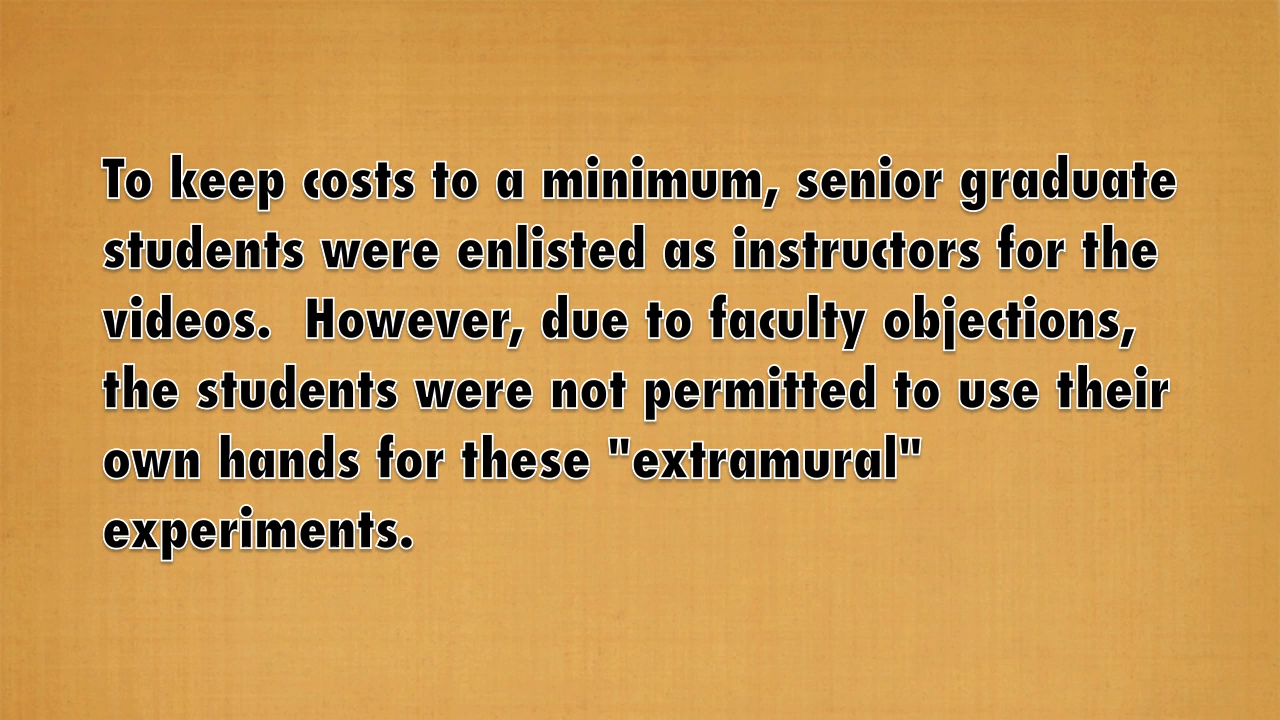 To keep costs to a minimum, senior graduate
students were enlisted as instructors for the
videos.  However, due to faculty objections,
the students were not permitted to use their
own hands for these "extramural"
experiments.